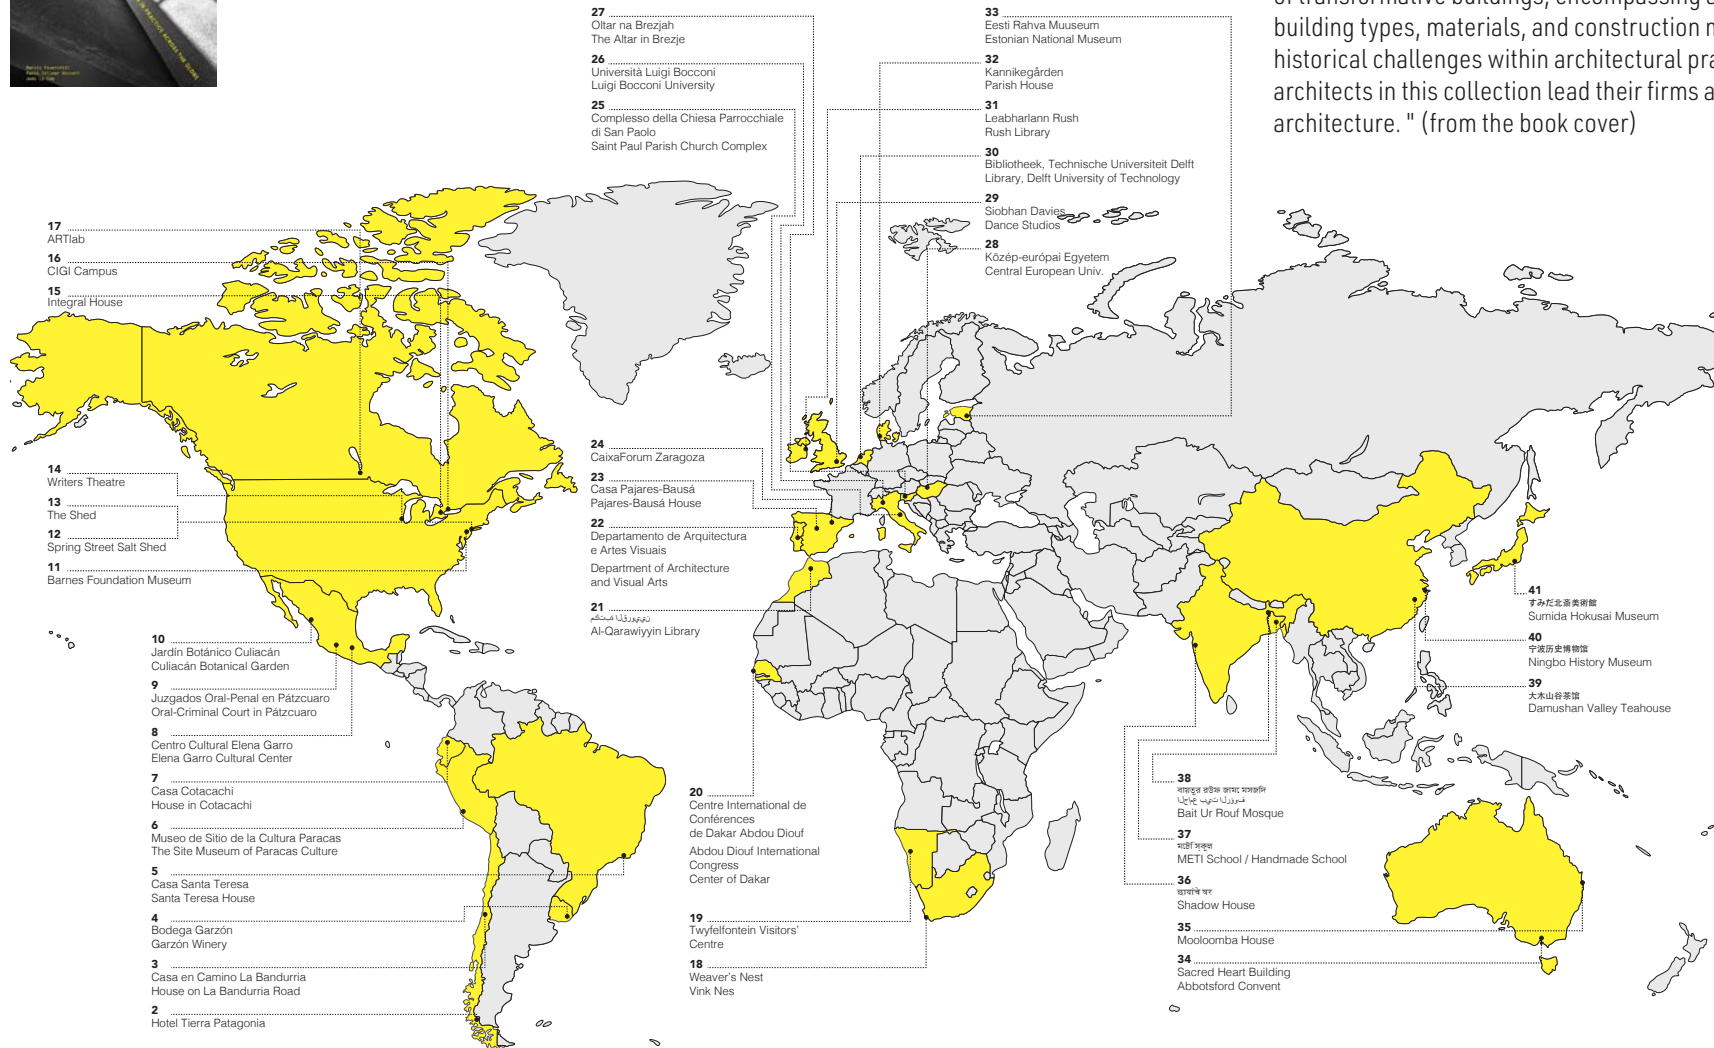 of transformative buildings, encompassing
building types, materials, and construction
historical challenges within architectural
architects in this collection lead their firms
architecture. " (from the book cover)
17
ARTlab
16
CIGI Campus
15
Integral House
14
Writers Theatre
13
The Shed
12
Spring Street Salt Shed
11
Barnes Foundation Museum
10
Jardín Botánico Culiacán
Culiacán Botanical Garden
9
Juzgados Oral-Penal en Pátzcuaro
Oral-Criminal Court in Pátzcuaro
8
Centro Cultural Elena Garro
Elena Garro Cultural Center
7
Casa Cotacachi
House in Cotacachi
6
Museo de Sitio de la Cultura Paracas
The Site Museum of Paracas Culture
5
Casa Santa Teresa
Santa Teresa House
4
Bodega Garzón
Garzón Winery
3
Casa en Camino La Bandurria
House on La Bandurria Road
2
Hotel Tierra Patagonia
27
Oltar na Brezjah
The Altar in Brezje
26
Università Luigi Bocconi
Luigi Bocconi University
25
Complesso della Chiesa Parrocchiale
di San Paolo
Saint Paul Parish Church Complex
24
CaixaForum Zaragoza
23
Casa Pajares-Bausá
Pajares-Bausá House
22
Departamento de Arquitectura
e Artes Visuais
Department of Architecture
and Visual Arts
21
Al-Qarawiyyin Library
20
Centre International de
Conférences
de Dakar Abdou Diouf
Abdou Diouf International
Congress
Center of Dakar
19
Twyfelfontein Visitors'
Centre
18
Weaver's Nest
Vink Nes
33
Eesti Rahva Muuseum
Estonian National Museum
32
Kannikegården
Parish House
31
Leabharlann Rush
Rush Library
30
Bibliotheek, Technische Universiteit Delft
Library, Delft University of Technology
29
Siobhan Davies
Dance Studios
28
Közép-európai Egyetem
Central European Univ.
41
すみだ北斎美術館
Sumida Hokusai Museum
40
宁波历史博物馆
Ningbo History Museum
39
大木山谷茶馆
Damushan Valley Teahouse
38
Bait Ur Rouf Mosque
37
METI School / Handmade School
36
Shadow House
35
Mooloomba House
34
Sacred Heart Building
Abbotsford Convent